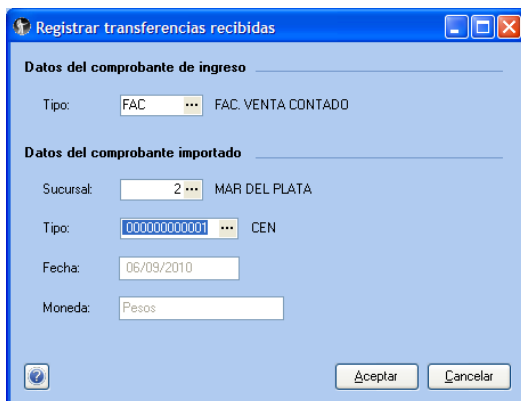 Registrar transferencias recibidas
Datos del comprobante de ingreso
Tipo: FAC ... FAC. VENTA CONTADO
Datos del comprobante importado
Sucursal: 2 ... MAR DEL PLATA
Tipo: 000000000001 ... CEN
Fecha: 06/09/2010
Moneda: Pesos
? Aceptar Cancelar